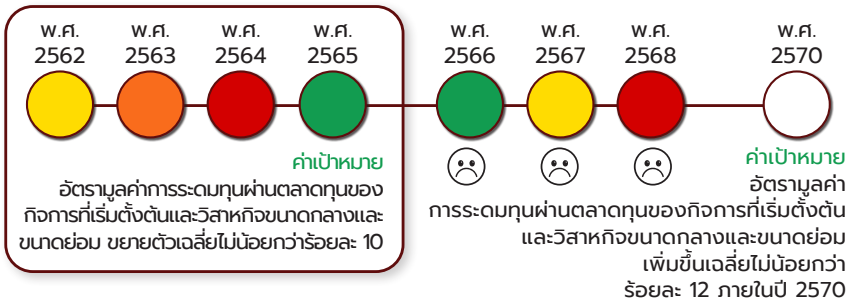 พ.ศ. 2562
พ.ศ. 2563
พ.ศ. 2564
พ.ศ. 2565
พ.ศ. 2566
พ.ศ. 2567
พ.ศ. 2568
พ.ศ. 2570
ค่าเป้าหมาย
อัตรามูลค่าการระดมทุนผ่านตลาดทุนของ
กิจการที่เริ่มตั้งต้นและวิสาหกิจขนาดกลางและ
ขนาดย่อม ขยายตัวเฉลี่ยไม่น้อยกว่าร้อยละ 10
ค่าเป้าหมาย
อัตรามูลค่า
การระดมทุนผ่านตลาดทุนของกิจการที่เริ่มตั้งต้น
และวิสาหกิจขนาดกลางและขนาดย่อม
เพิ่มขึ้นเฉลี่ยไม่น้อยกว่า
ร้อยละ 12 ภายในปี 2570